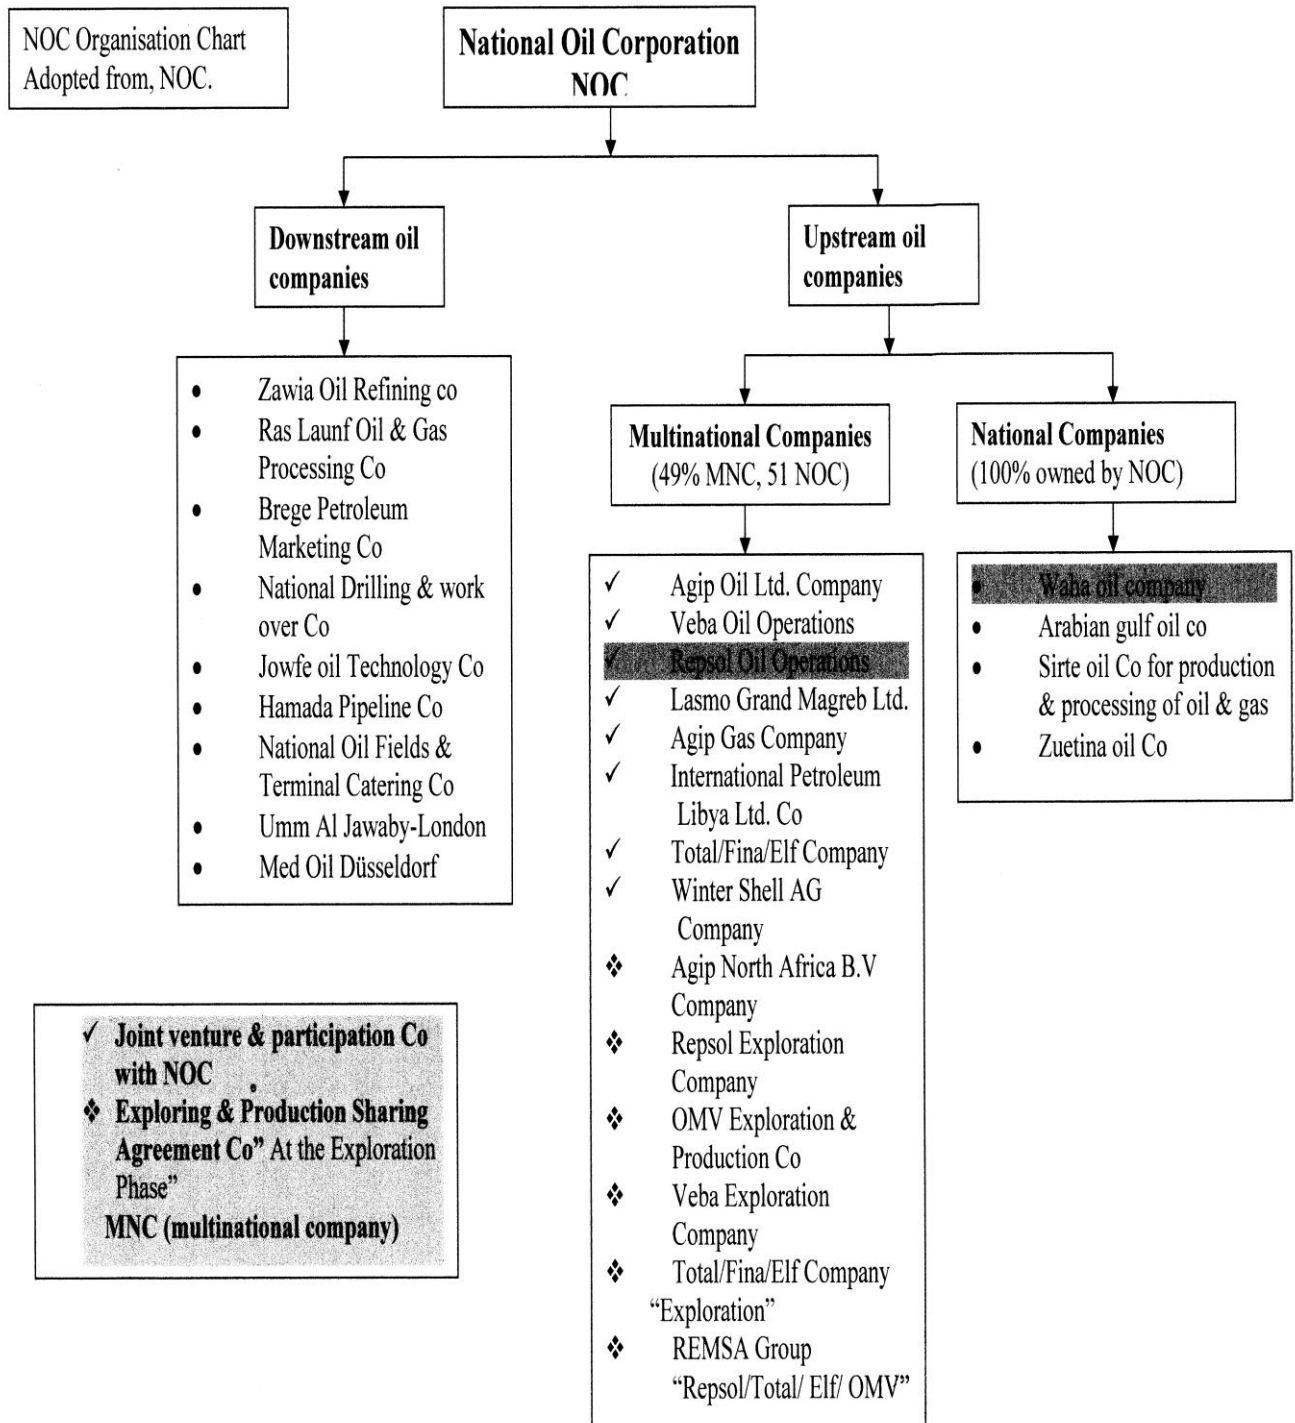 NOC Organisation Chart
Adopted from, NOC.
National Oil Corporation
NOC
Downstream oil
companies
Upstream oil
companies
• Zawia Oil Refining co
• Ras Launf Oil & Gas
Processing Co
• Brege Petroleum
Marketing Co
• National Drilling & work
over Co
• Jowfe oil Technology Co
• Hamada Pipeline Co
• National Oil Fields &
Terminal Catering Co
• Umm Al Jawaby-London
• Med Oil Düsseldorf
Multinational Companies
(49% MNC, 51 NOC)
✓ Agip Oil Ltd. Company
✓ Veba Oil Operations
✓ Repsol Oil Operations
✓ Lasmo Grand Magreb Ltd.
✓ Agip Gas Company
✓ International Petroleum
Libya Ltd. Co
✓ Total/Fina/Elf Company
✓ Winter Shell AG
Company
❖ Agip North Africa B.V
Company
❖ Repsol Exploration
Company
❖ OMV Exploration &
Production Co
❖ Veba Exploration
Company
❖ Total/Fina/Elf Company
“Exploration”
❖ REMSA Group
“Repsol/Total/ Elf/ OMV”
National Companies
(100% owned by NOC)
• Waha oil company
• Arabian gulf oil co
• Sirte oil Co for production
& processing of oil & gas
• Zuetina oil Co
✓ Joint venture & participation Co
with NOC
❖ Exploring & Production Sharing
Agreement Co” At the Exploration
Phase”
MNC (multinational company)